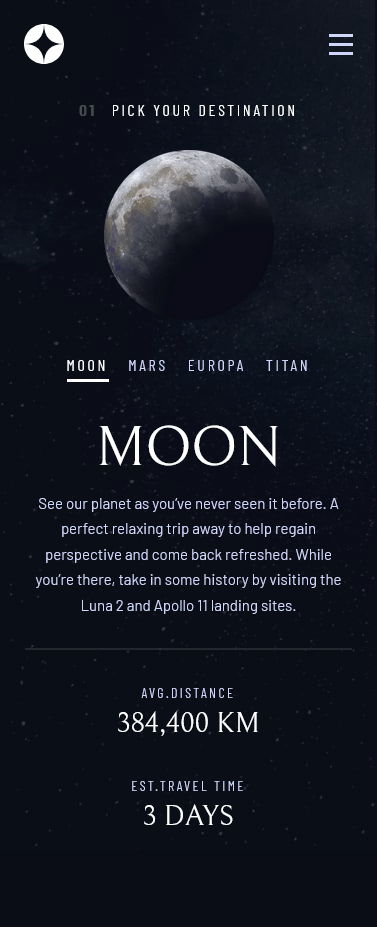 01 PICK YOUR DESTINATION
MOON MARS EUROPA TITAN
MOON
See our planet as you’ve never seen it before. A
perfect relaxing trip away to help regain
perspective and come back refreshed. While
you’re there, take in some history by visiting the
Luna 2 and Apollo 11 landing sites.
AVG.DISTANCE
384,400 KM
EST.TRAVEL TIME
3 DAYS